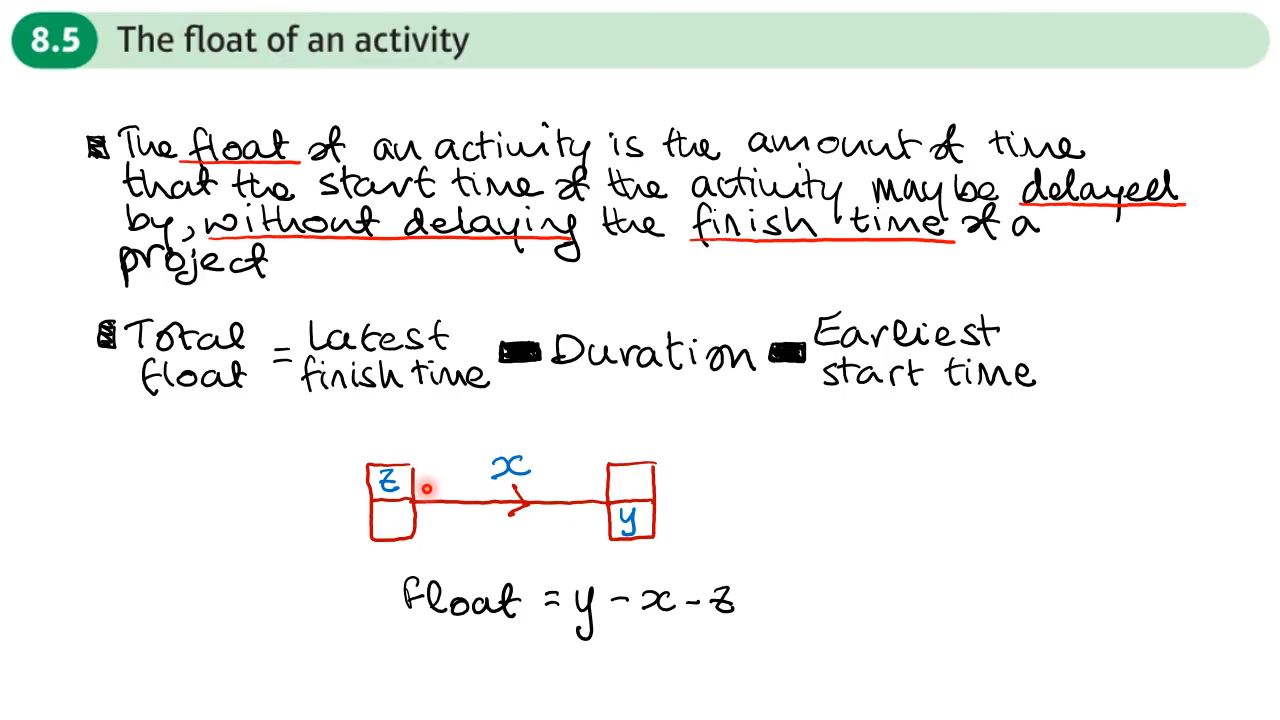 8.5 The float of an activity
The float of an activity is the amount of time
that the start time of the activity may be delayed
by, without delaying the finish time of a
project
Total float = Latest finish time - Duration - Earliest start time
z x
y
float = y - x - z